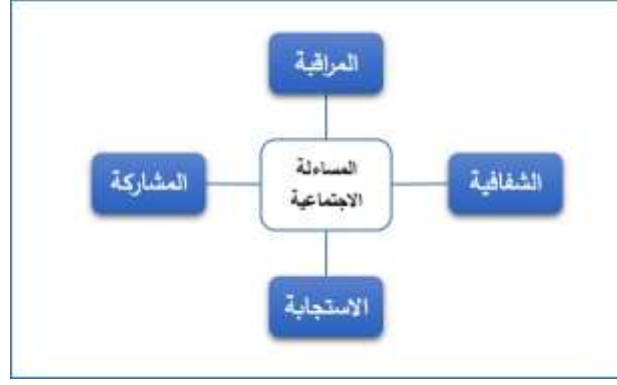 المراقبة
الشفافية
المساءلة
الاجتماعية
المشاركة
الاستجابة